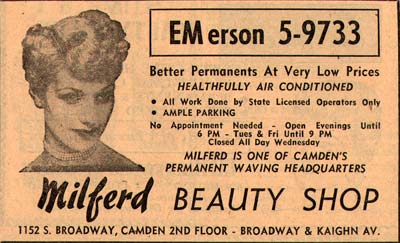 EMerson 5-9733
Better Permanents At Very Low Prices
HEALTHFULLY AIR CONDITIONED
● All Work Done by State Licensed Operators Only
● AMPLE PARKING
No Appointment Needed - Open Evenings Until
6 PM - Tues & Fri Until 9 PM
Closed All Day Wednesday
MILFERD IS ONE OF CAMDEN'S
PERMANENT WAVING HEADQUARTERS
Milferd BEAUTY SHOP
1152 S. BROADWAY, CAMDEN 2ND FLOOR - BROADWAY & KAIGHN AV.